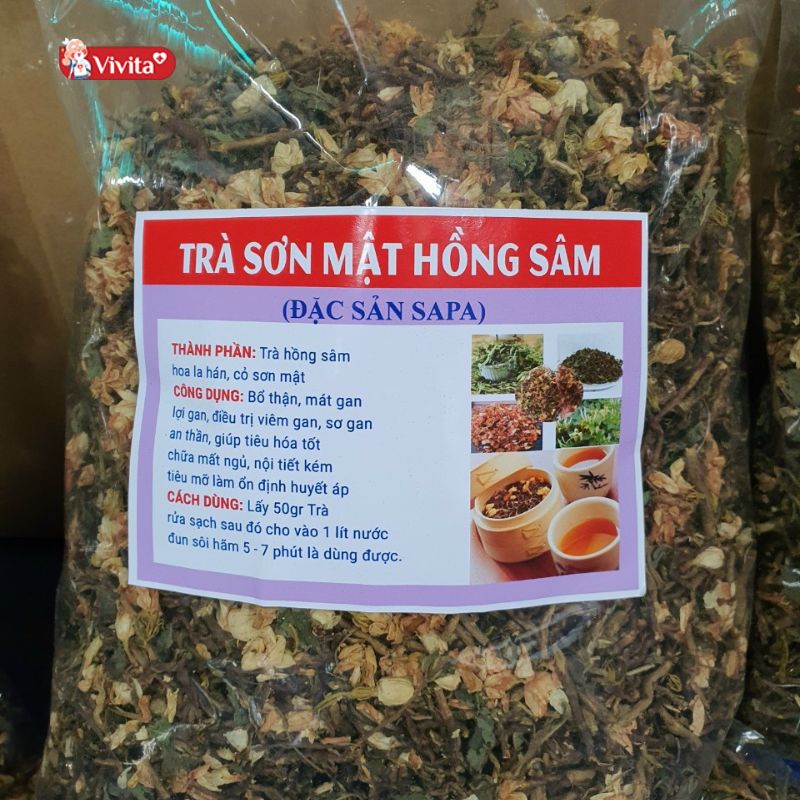 Vivita
TRÀ SƠN MẬT HỒNG SÂM
(ĐẶC SẢN SAPA)
THÀNH PHẦN: Trà hồng sâm
hoa la hán, cỏ sơn mật
CÔNG DỤNG: Bổ thận, mát gan
lợi gan, điều trị viêm gan, sơ gan
an thần, giúp tiêu hóa tốt
chữa mất ngủ, nội tiết kém
tiêu mỡ làm ổn định huyết áp
CÁCH DÙNG: Lấy 50gr Trà
rửa sạch sau đó cho vào 1 lít nước
đun sôi hãm 5 - 7 phút là dùng được.